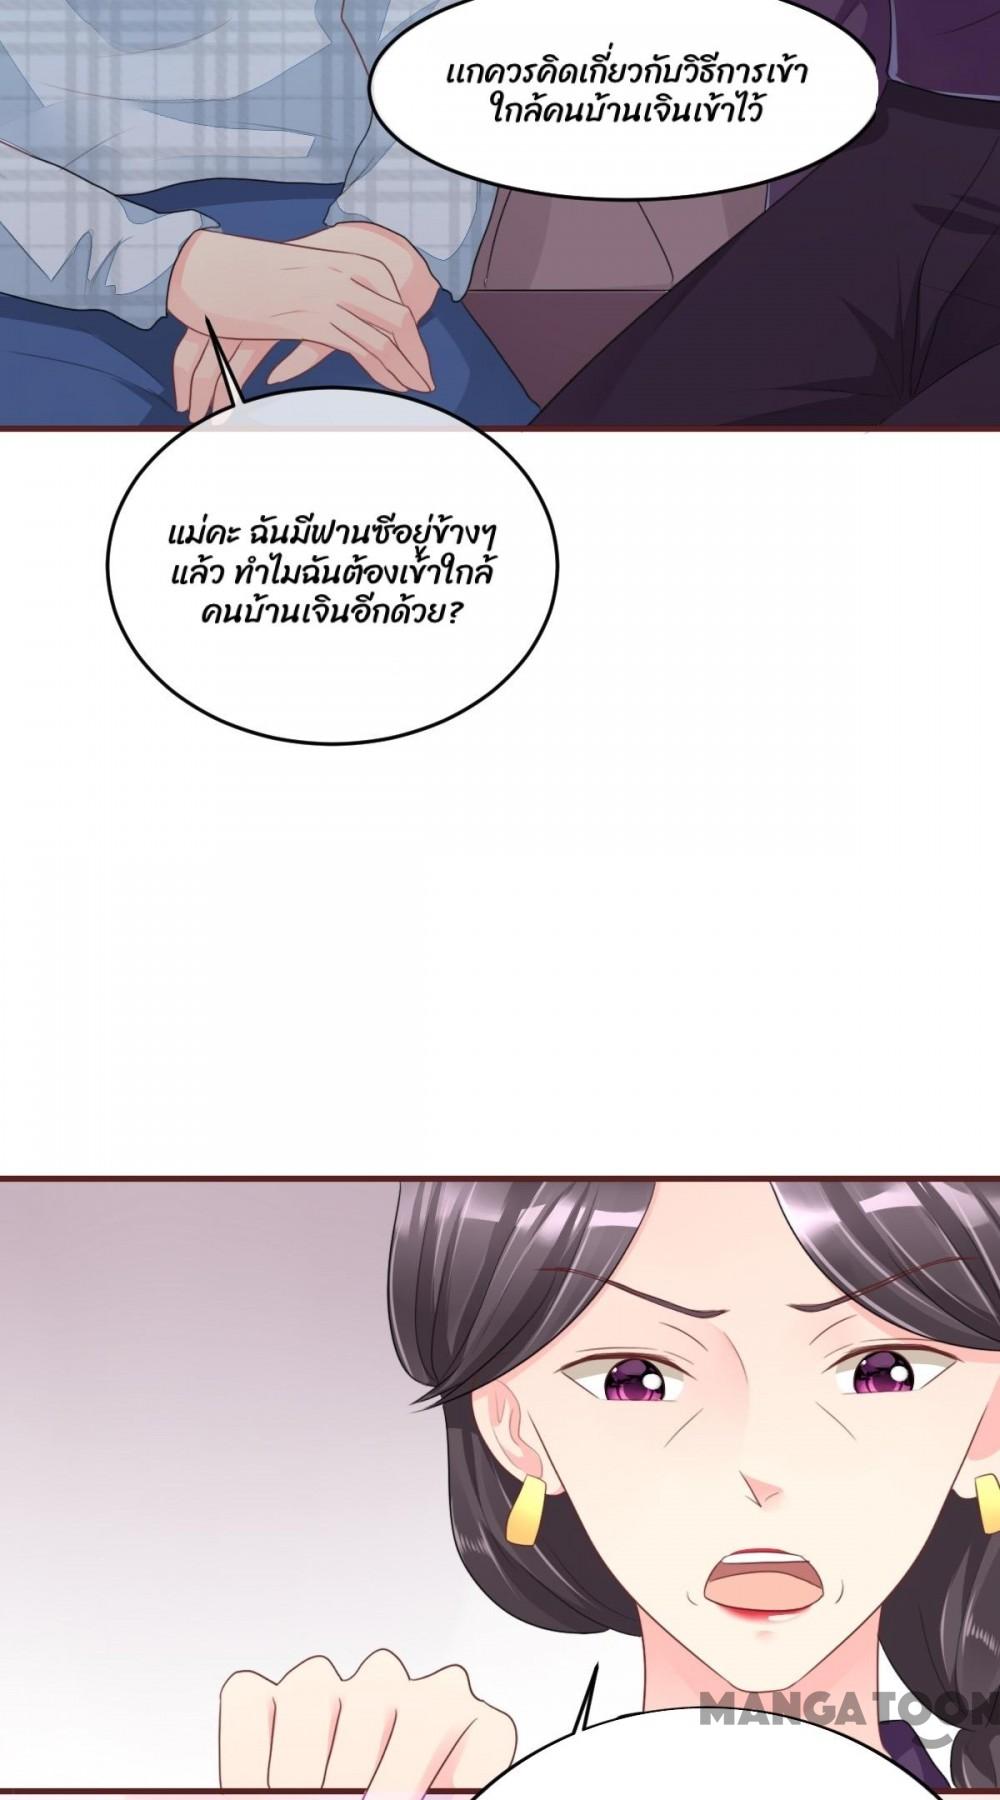 แกควรคิดเกี่ยวกับวิธีการเข้า
ใกล้คนบ้านเจินเข้าไว้
แม่คะ ฉันมีฟานซีอยู่ข้างๆ
แล้ว ทำไมฉันต้องเข้าใกล้
คนบ้านเจินอีกด้วย?
MANGATOON